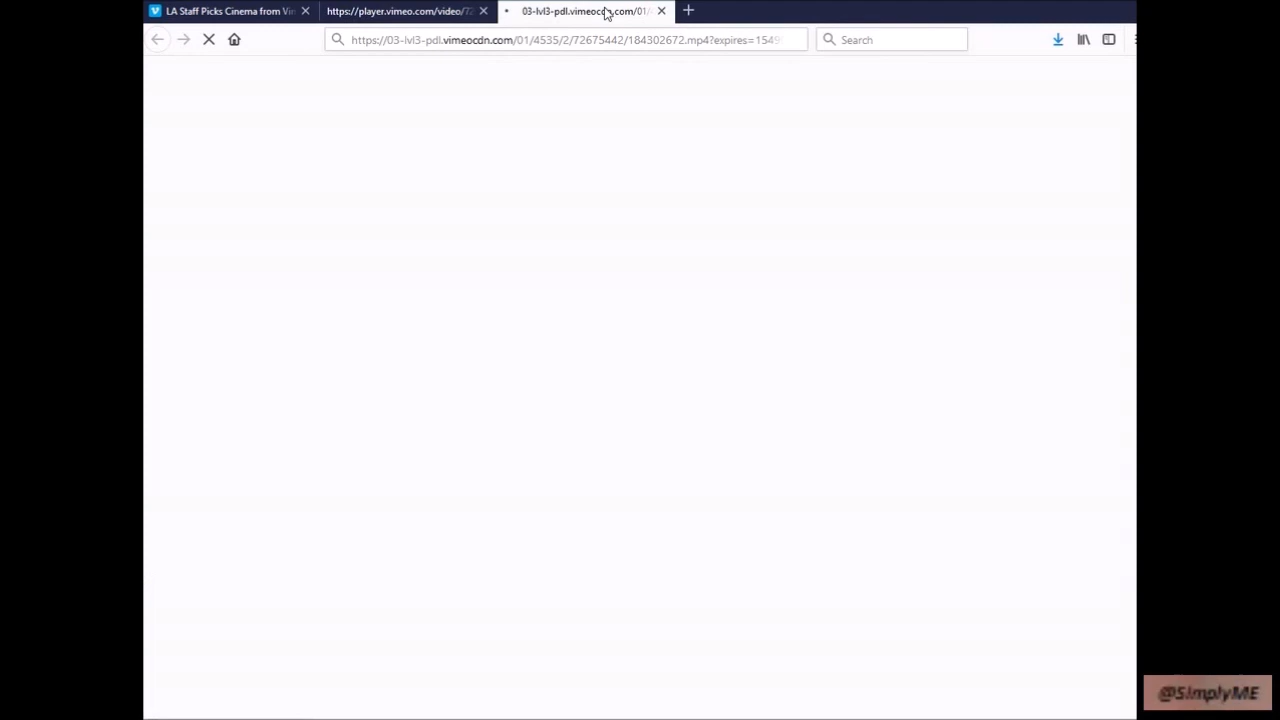 LA Staff Picks Cinema from Vi
https://player.vimeo.com/video/7
03-lvl3-pdl.vimeocdn.com/01/
https://03-lvl3-pdl.vimeocdn.com/01/4535/2/72675442/184302672.mp4?expires=1549
Search
@SimplyME